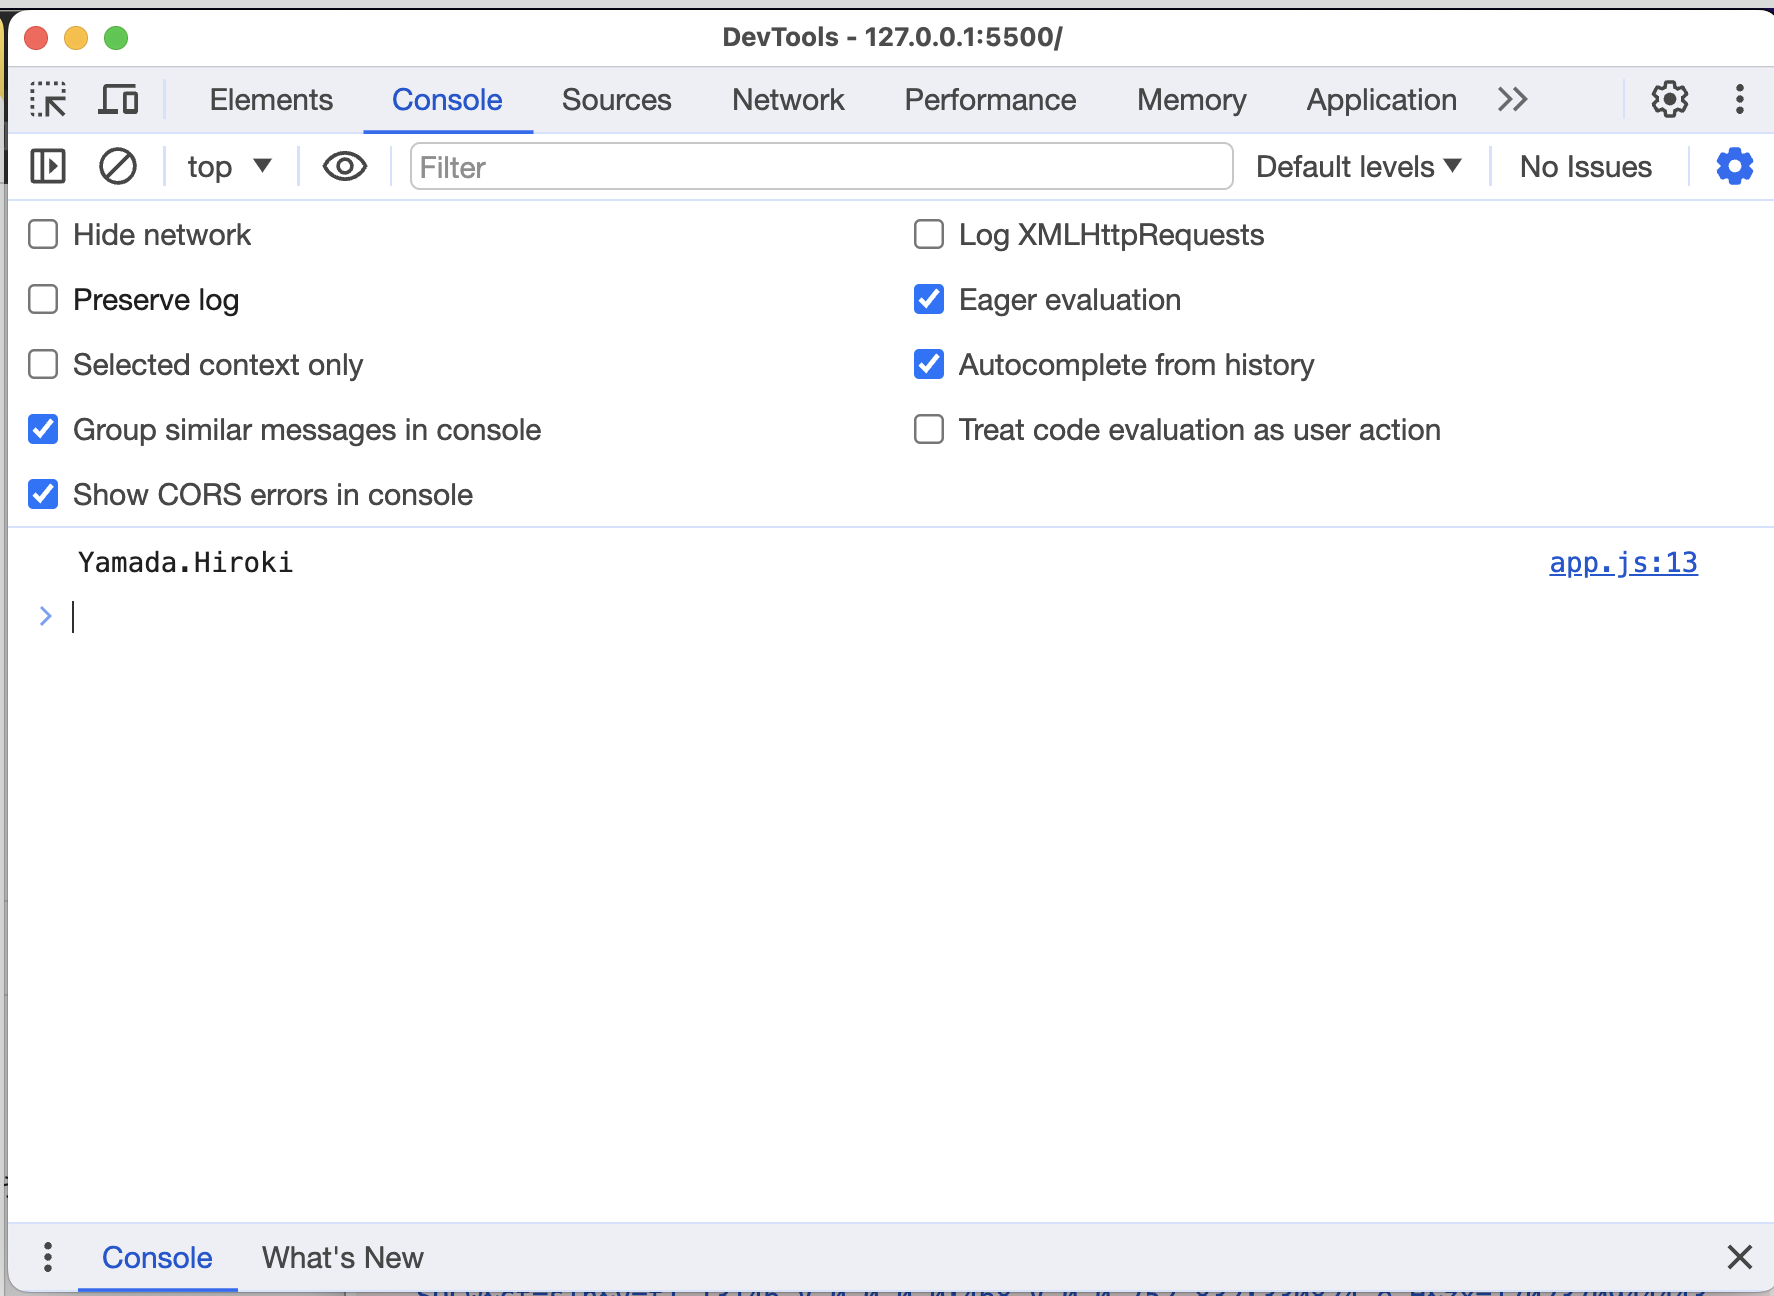 DevTools - 127.0.0.1:5500/
Elements Console Sources Network Performance Memory Application
top Filter Default levels No Issues
Hide network Log XMLHttpRequests
Preserve log Eager evaluation
Selected context only Autocomplete from history
Group similar messages in console Treat code evaluation as user action
Show CORS errors in console
Yamada.Hiroki app.js:13
Console What's New